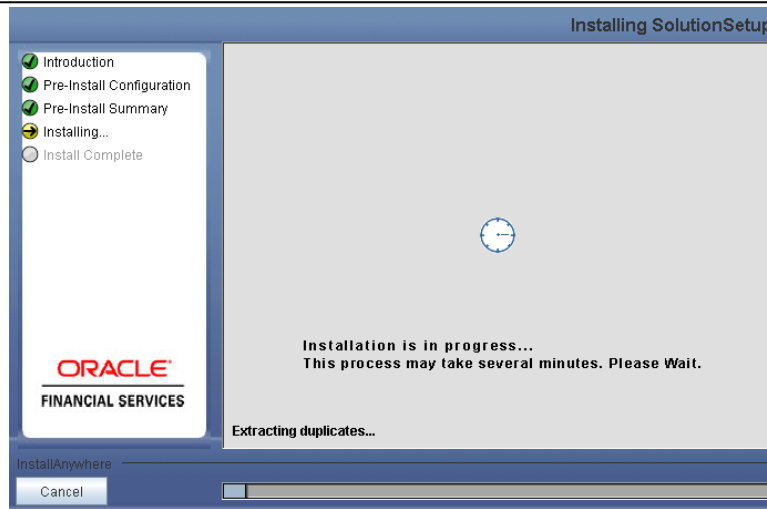 Installing SolutionSetup
Introduction
Pre-Install Configuration
Pre-Install Summary
Installing...
Install Complete
Installation is in progress...
This process may take several minutes. Please Wait.
ORACLE
FINANCIAL SERVICES
Extracting duplicates...
InstallAnywhere
Cancel